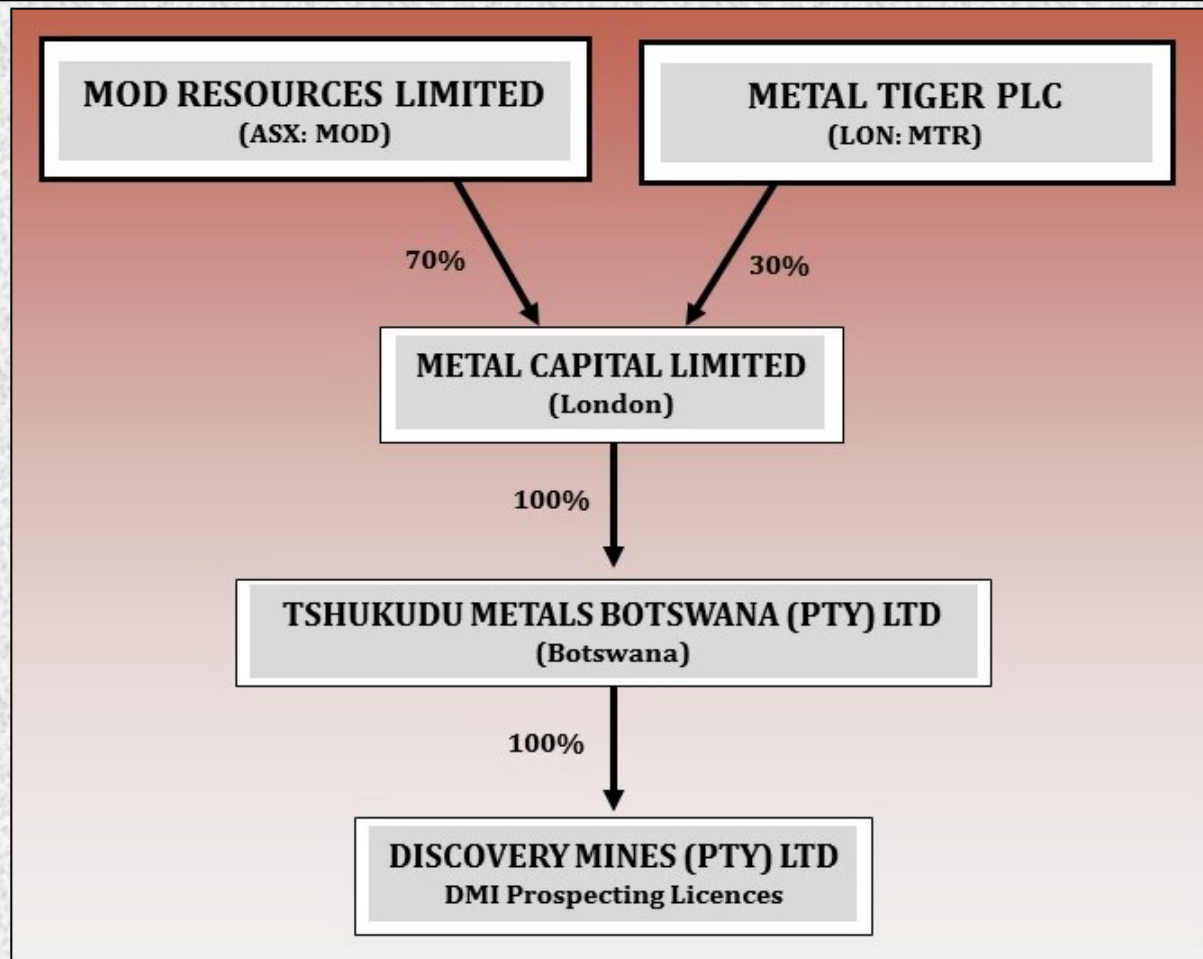 MOD RESOURCES LIMITED
(ASX: MOD)
METAL TIGER PLC
(LON: MTR)
70%
30%
METAL CAPITAL LIMITED
(London)
100%
TSHUKUDU METALS BOTSWANA (PTY) LTD
(Botswana)
100%
DISCOVERY MINES (PTY) LTD
DMI Prospecting Licences